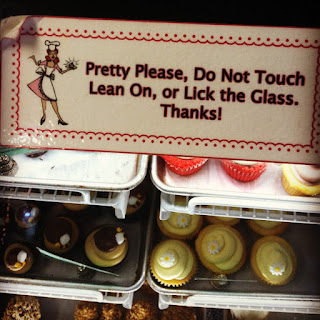 Pretty Please, Do Not Touch
Lean On, or Lick the Glass.
Thanks!